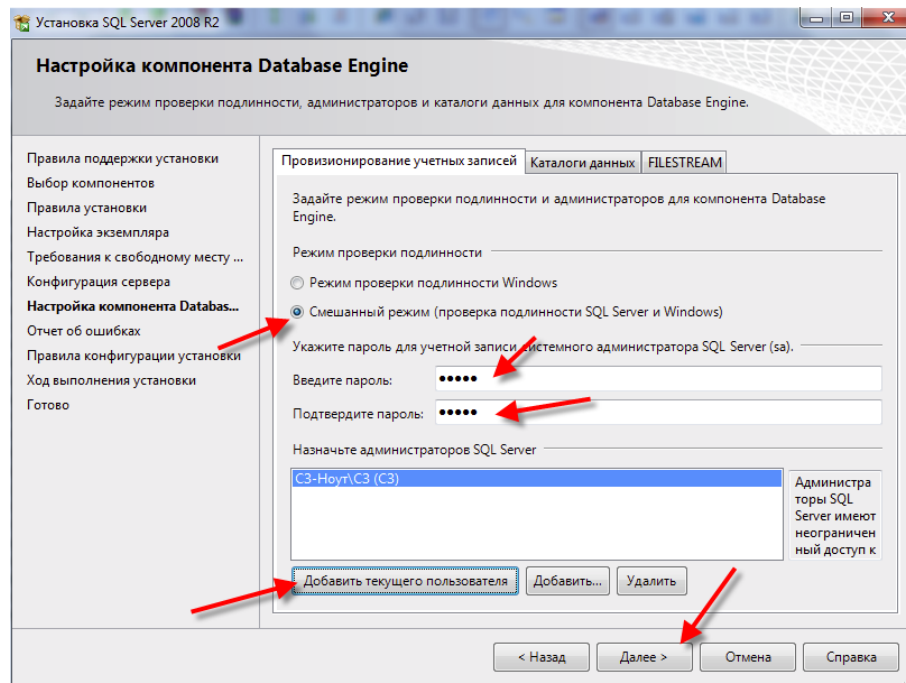 Установка SQL Server 2008 R2
Настройка компонента Database Engine
Задайте режим проверки подлинности, администраторов и каталоги данных для компонента Database Engine.
Правила поддержки установки
Выбор компонентов
Правила установки
Настройка экземпляра
Требования к свободному месту ...
Конфигурация сервера
Настройка компонента Databas...
Отчет об ошибках
Правила конфигурации установки
Ход выполнения установки
Готово
Провизионирование учетных записей
Каталоги данных
FILESTREAM
Задайте режим проверки подлинности и администраторов для компонента Database
Engine.
Режим проверки подлинности
Режим проверки подлинности Windows
Смешанный режим (проверка подлинности SQL Server и Windows)
Укажите пароль для учетной записи системного администратора SQL Server (sa).
Введите пароль:
Подтвердите пароль:
Назначьте администраторов SQL Server
СЗ-Ноут\СЗ (СЗ)
Администра
торы SQL
Server имеют
неограничен
ный доступ к
Добавить текущего пользователя
Добавить...
Удалить
< Назад
Далее >
Отмена
Справка